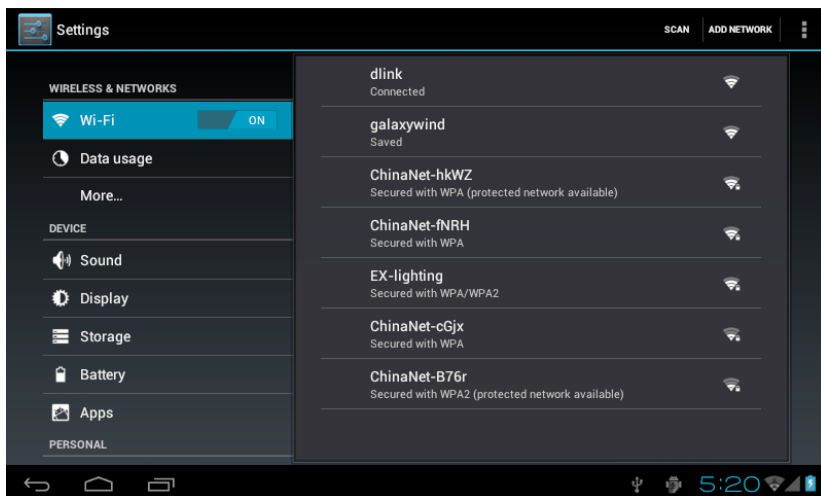 Settings
SCAN
ADD NETWORK
WIRELESS & NETWORKS
Wi-Fi
ON
Data usage
More...
DEVICE
Sound
Display
Storage
Battery
Apps
PERSONAL
dlink
Connected
galaxywind
Saved
ChinaNet-hkWZ
Secured with WPA (protected network available)
ChinaNet-fNRH
Secured with WPA
EX-lighting
Secured with WPA/WPA2
ChinaNet-cGjx
Secured with WPA
ChinaNet-B76r
Secured with WPA2 (protected network available)
5:20